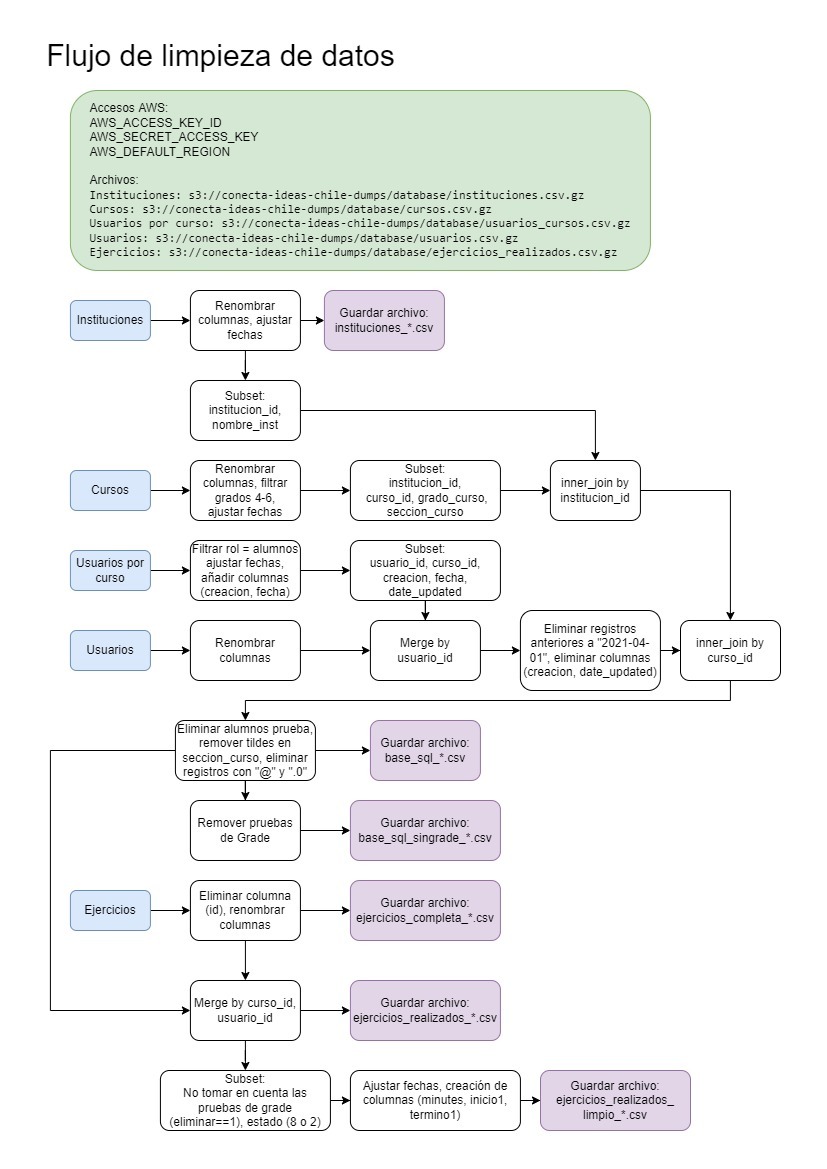 Flujo de limpieza de datos
Accesos AWS:
AWS_ACCESS_KEY_ID
AWS_SECRET_ACCESS_KEY
AWS_DEFAULT_REGION
Archivos:
Instituciones: s3://conecta-ideas-chile-dumps/database/instituciones.csv.gz
Cursos: s3://conecta-ideas-chile-dumps/database/cursos.csv.gz
Usuarios por curso: s3://conecta-ideas-chile-dumps/database/usuarios_cursos.csv.gz
Usuarios: s3://conecta-ideas-chile-dumps/database/usuarios.csv.gz
Ejercicios: s3://conecta-ideas-chile-dumps/database/ejercicios_realizados.csv.gz
Instituciones
Renombrar
columnas, ajustar
fechas
Guardar archivo:
instituciones_*.csv
Subset:
institucion_id,
nombre_inst
Cursos
Renombrar
columnas, filtrar
grados 4-6,
ajustar fechas
Subset:
institucion_id,
curso_id, grado_curso,
seccion_curso
inner_join by
institucion_id
Usuarios por
curso
Filtrar rol = alumnos
ajustar fechas,
añadir columnas
(creacion, fecha)
Subset:
usuario_id, curso_id,
creacion, fecha,
date_updated
Usuarios
Renombrar
columnas
Merge by
usuario_id
Eliminar registros
anteriores a "2021-04-
01", eliminar columnas
(creacion, date_updated)
inner_join by
curso_id
Eliminar alumnos prueba,
remover tildes en
seccion_curso, eliminar
registros con "@" y ".0"
Guardar archivo:
base_sql_*.csv
Remover pruebas
de Grade
Guardar archivo:
base_sql_singrade_*.csv
Ejercicios
Eliminar columna
(id), renombrar
columnas
Guardar archivo:
ejercicios_completa_*.csv
Merge by curso_id,
usuario_id
Guardar archivo:
ejercicios_realizados_*.csv
Subset:
No tomar en cuenta las
pruebas de grade
(eliminar==1), estado (8 o 2)
Ajustar fechas, creación de
columnas (minutes, inicio1,
termino1)
Guardar archivo:
ejercicios_realizados_
limpio_*.csv